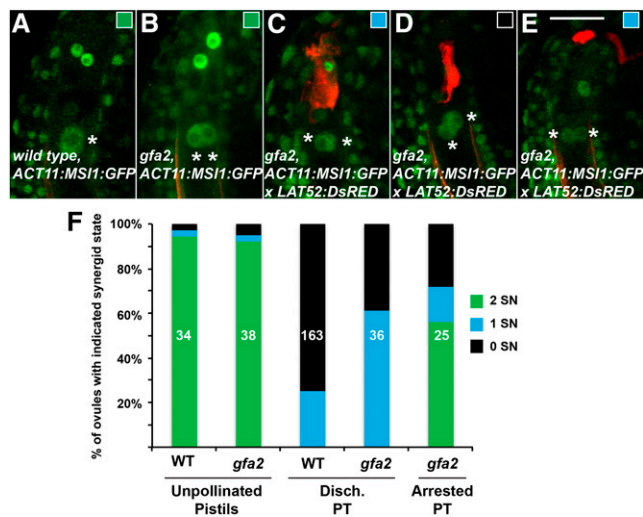 A
B
C
D
E
*
* *
* *
*
*
* *
wild type,
ACT11:MSI1:GFP
gfa2,
ACT11:MSI1:GFP
gfa2,
ACT11:MSI1:GFP
x LAT52:DsRED
gfa2,
ACT11:MSI1:GFP
x LAT52:DsRED
gfa2,
ACT11:MSI1:GFP
x LAT52:DsRED
F
% of ovules with indicated synergid state
100%
80%
60%
40%
20%
34
38
163
36
25
2 SN
1 SN
0 SN
WT
gfa2
WT
gfa2
gfa2
Unpollinated
Pistils
Disch.
PT
Arrested
PT